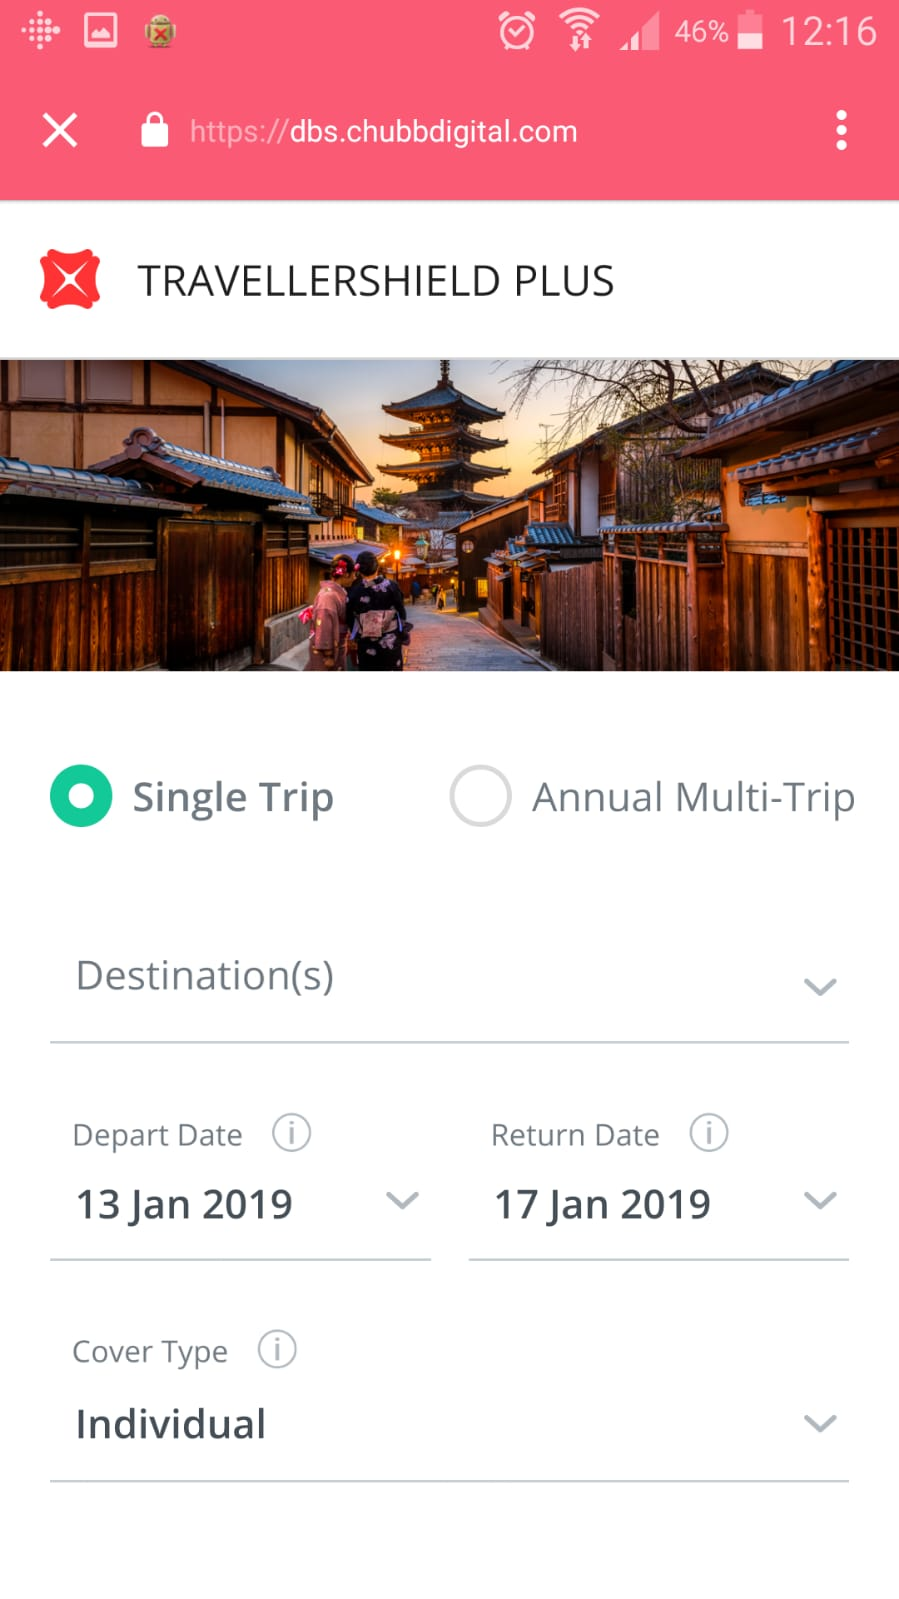 46% 12:16
https://dbs.chubbdigital.com
TRAVELLERSHIELD PLUS
Single Trip Annual Multi-Trip
Destination(s)
Depart Date Return Date
13 Jan 2019 17 Jan 2019
Cover Type
Individual